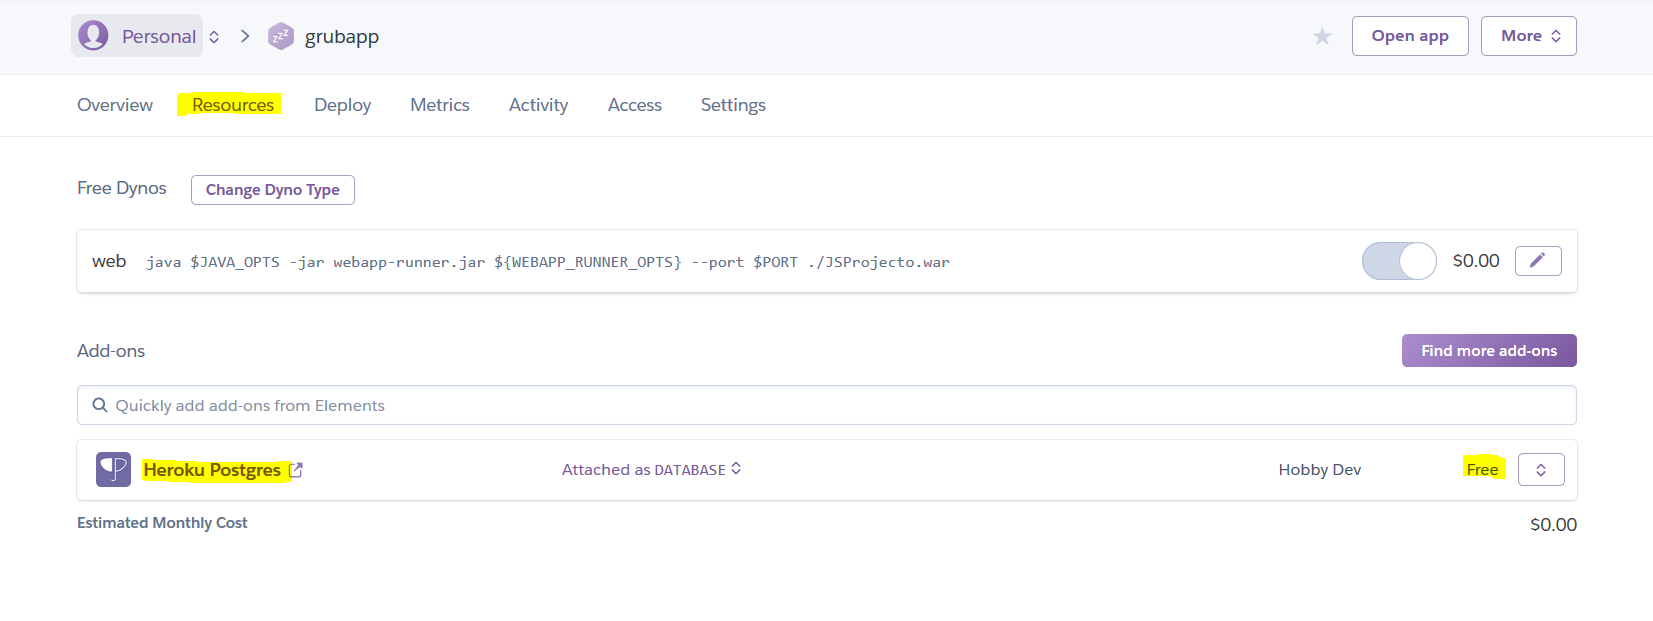 Personal grubapp Open app More
Overview Resources Deploy Metrics Activity Access Settings
Free Dynos Change Dyno Type
web java $JAVA_OPTS -jar webapp-runner.jar ${WEBAPP_RUNNER_OPTS} --port $PORT ./JSProjecto.war $0.00
Add-ons Find more add-ons
Quickly add add-ons from Elements
Heroku Postgres Attached as DATABASE Hobby Dev Free
Estimated Monthly Cost $0.00